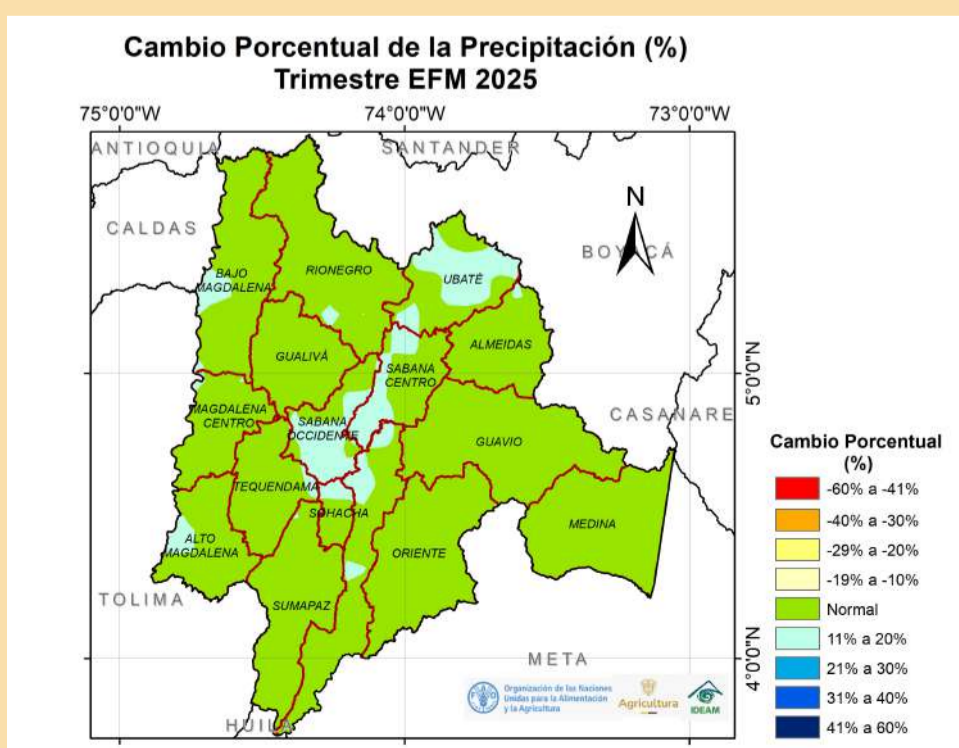 Cambio Porcentual de la Precipitación (%)
Trimestre EFM 2025
75°0'0"W
74°0'0"W
73°0'0"W
ANTIOQUIA
SANTANDER
N
CALDAS
BOYACÁ
BAJO
MAGDALENA
RIONEGRO
UBATÉ
GUALIVÁ
ALMEIDAS
SABANA
CENTRO
5°0'0"N
CASANARE
MAGDALENA
CENTRO
SABANA
OCCIDENTE
GUAVIO
TEQUENDAMA
SOHACHA
MEDINA
ALTO
MAGDALENA
ORIENTE
TOLIMA
SUMAPAZ
META
4°0'0"N
HUILA
Organización de las Naciones
Unidas para la Alimentación
y la Agricultura
Agricultura
IDEAM
Cambio Porcentual
(%)
-60% a -41%
-40% a -30%
-29% a -20%
-19% a -10%
Normal
11% a 20%
21% a 30%
31% a 40%
41% a 60%